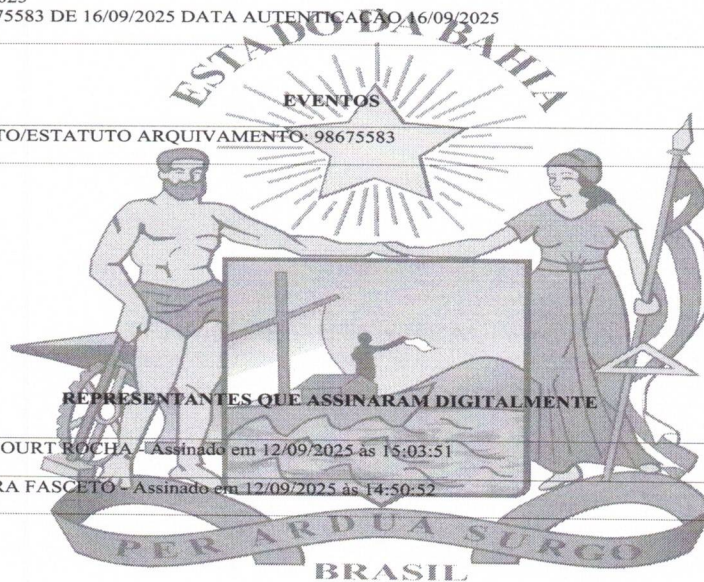 75583 DE 16/09/2025 DATA AUTENTICAÇÃO 16/09/2025
ESTADO DA BAHIA
EVENTOS
TO/ESTATUTO ARQUIVAMENTO: 98675583
REPRESENTANTES QUE ASSINARAM DIGITALMENTE
OURT ROCHA - Assinado em 12/09/2025 às 15:03:51
RA FASCETO - Assinado em 12/09/2025 às 14:50:52
PER ARDUA SURGO
BRASIL